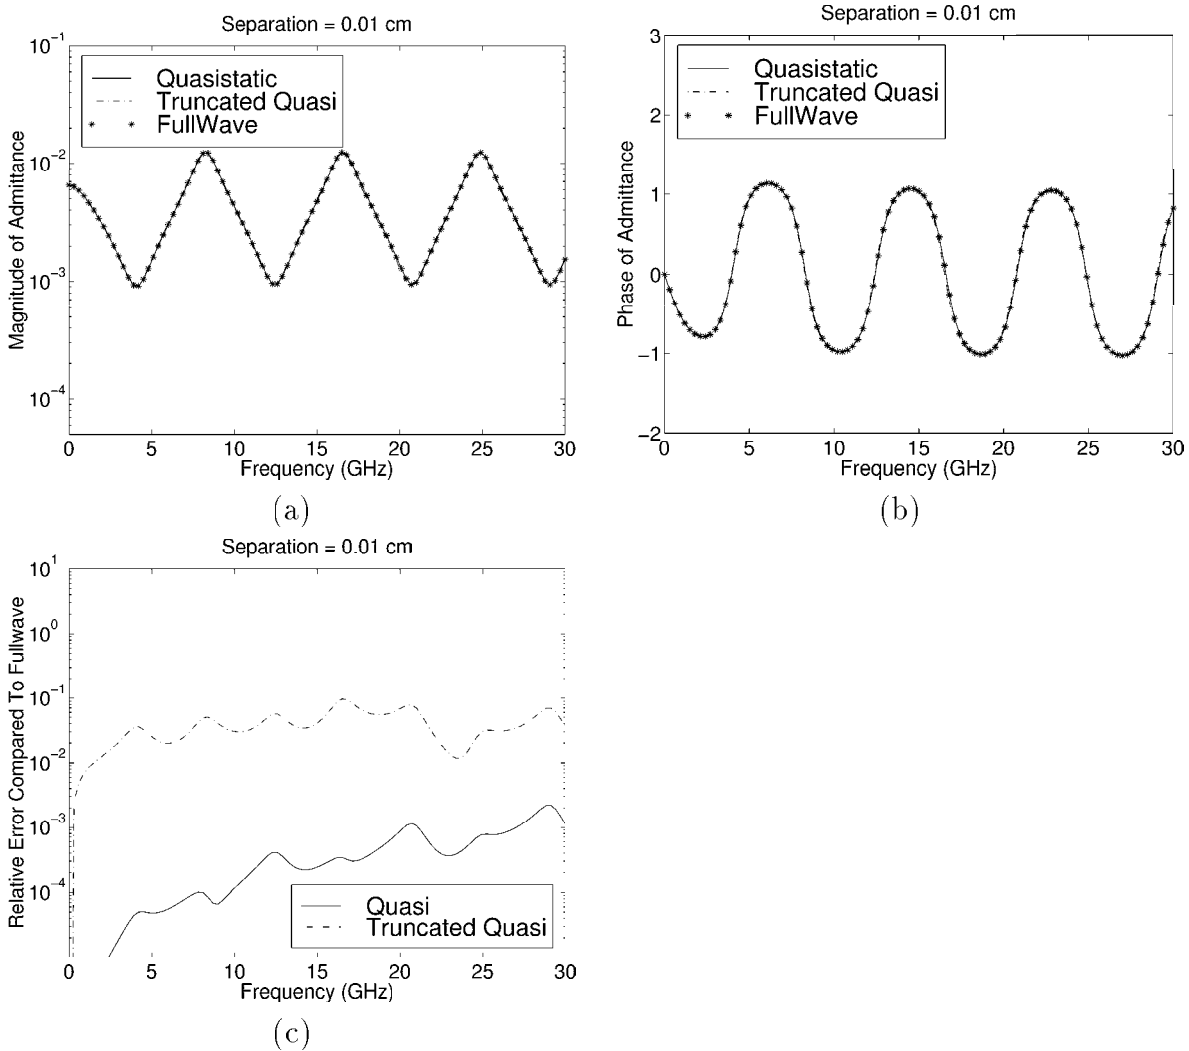 Separation = 0.01 cm
10^-1
10^-2
10^-3
10^-4
Magnitude of Admittance
Quasistatic
Truncated Quasi
FullWave
0 5 10 15 20 25 30
Frequency (GHz)
(a)
Separation = 0.01 cm
3
2
1
0
−1
−2
Phase of Admittance
Quasistatic
Truncated Quasi
FullWave
0 5 10 15 20 25 30
Frequency (GHz)
(b)
Separation = 0.01 cm
10^1
10^0
10^-1
10^-2
10^-3
10^-4
Relative Error Compared To Fullwave
Quasi
Truncated Quasi
0 5 10 15 20 25 30
Frequency (GHz)
(c)